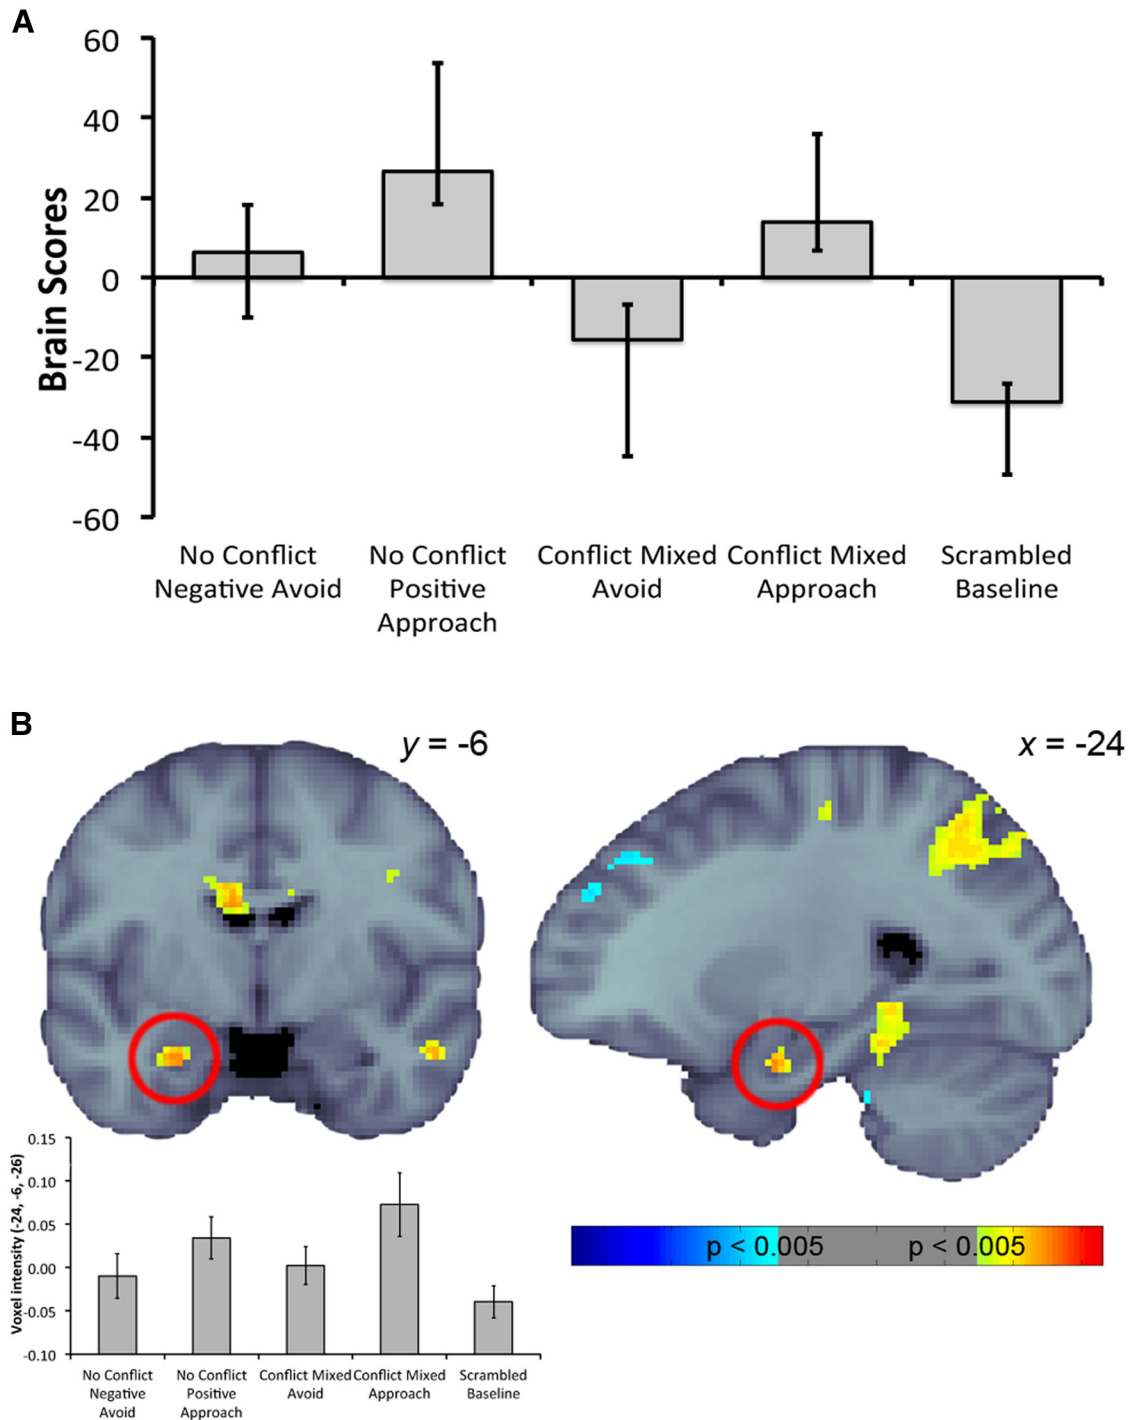 A
60
40
20
0
-20
-40
-60
Brain Scores
No Conflict
Negative Avoid
No Conflict
Positive
Approach
Conflict Mixed
Avoid
Conflict Mixed
Approach
Scrambled
Baseline
B
y = -6
x = -24
0.15
0.10
0.05
0.00
-0.05
-0.10
Voxel intensity (-24, -6, -26)
No Conflict
Negative
Avoid
No Conflict
Positive
Approach
Conflict Mixed
Avoid
Conflict Mixed
Approach
Scrambled
Baseline
p < 0.005
p < 0.005